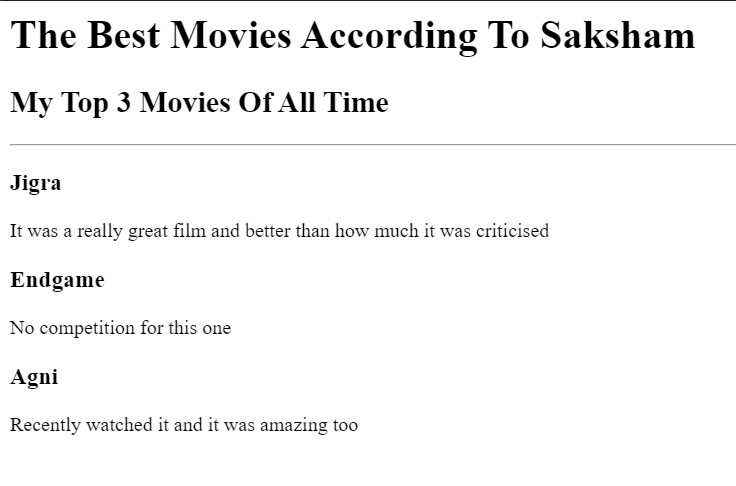 The Best Movies According To Saksham
My Top 3 Movies Of All Time
Jigra
It was a really great film and better than how much it was criticised
Endgame
No competition for this one
Agni
Recently watched it and it was amazing too